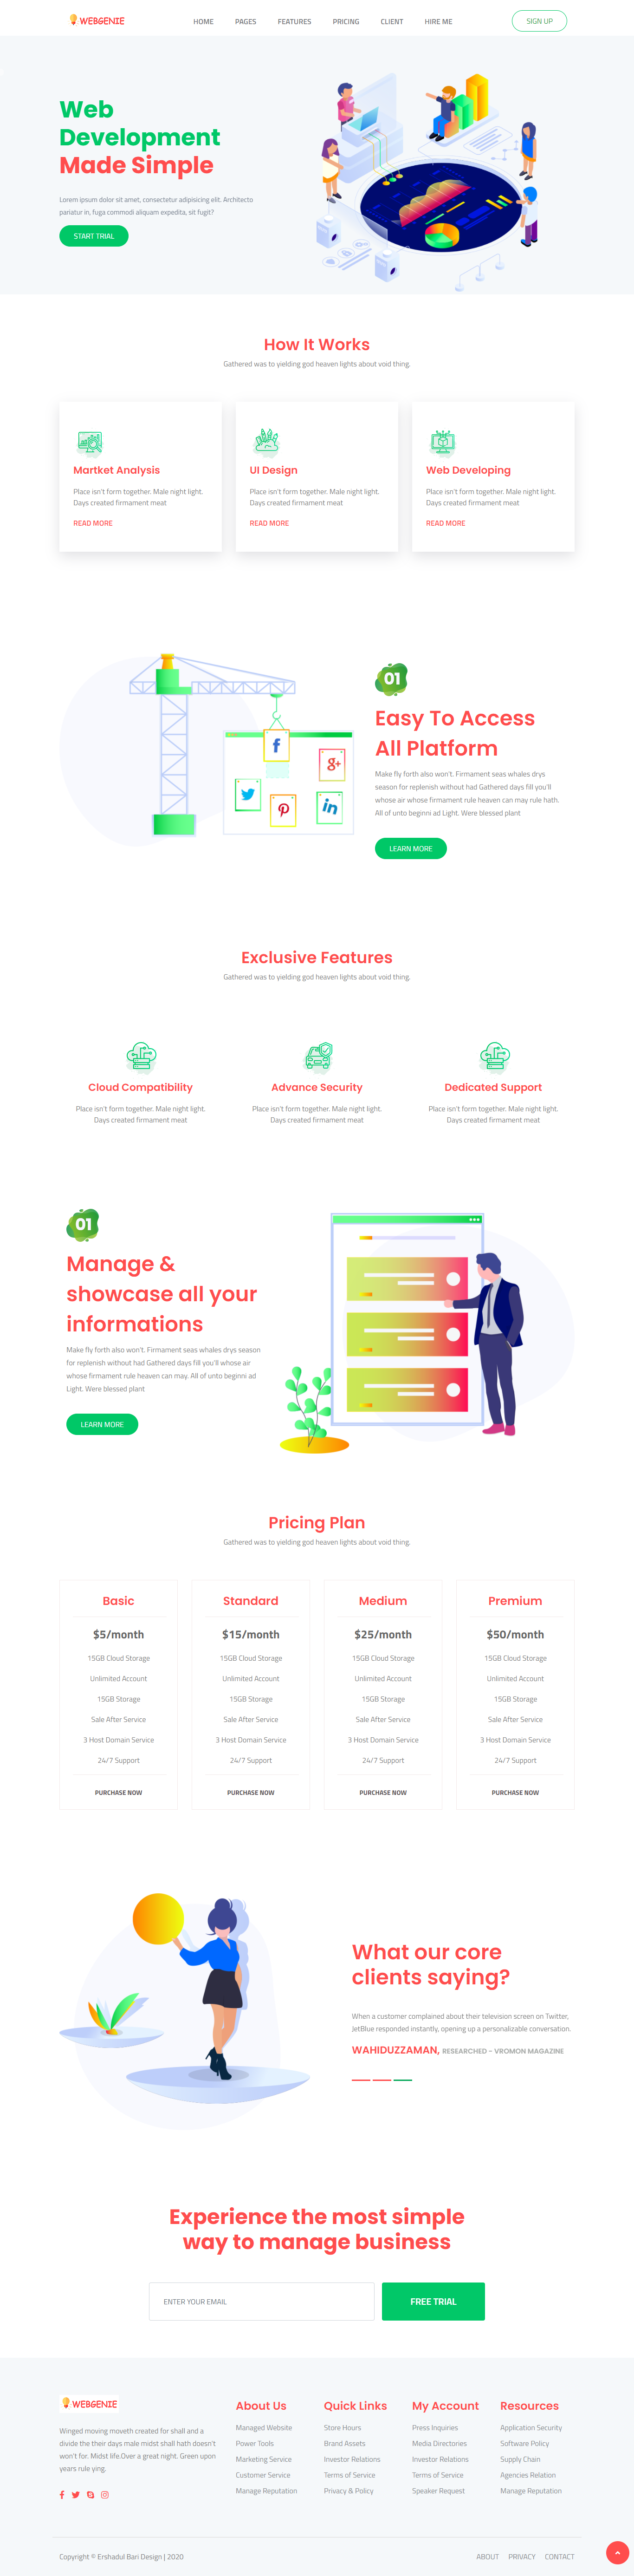 WEBGENIE
HOME PAGES FEATURES PRICING CLIENT HIRE ME
SIGN UP
Web
Development
Made Simple
Lorem ipsum dolor sit amet, consectetur adipisicing elit. Architecto
pariatur in, fuga commodi aliquam expedita, sit fugit?
START TRIAL
How It Works
Gathered was to yielding god heaven lights about void thing.
Martket Analysis
Place isn't form together. Male night light.
Days created firmament meat
READ MORE
UI Design
Place isn't form together. Male night light.
Days created firmament meat
READ MORE
Web Developing
Place isn't form together. Male night light.
Days created firmament meat
READ MORE
f
g+
in
01
Easy To Access
All Platform
Make fly forth also won't. Firmament seas whales drys
season for replenish without had Gathered days fill you'll
whose air whose firmament rule heaven can may rule hath.
All of unto beginni ad Light. Were blessed plant
LEARN MORE
Exclusive Features
Gathered was to yielding god heaven lights about void thing.
Cloud Compatibility
Place isn't form together. Male night light.
Days created firmament meat
Advance Security
Place isn't form together. Male night light.
Days created firmament meat
Dedicated Support
Place isn't form together. Male night light.
Days created firmament meat
01
Manage &
showcase all your
informations
Make fly forth also won't. Firmament seas whales drys season
for replenish without had Gathered days fill you'll whose air
whose firmament rule heaven can may. All of unto beginni ad
Light. Were blessed plant
LEARN MORE
Pricing Plan
Gathered was to yielding god heaven lights about void thing.
Basic
$5/month
15GB Cloud Storage
Unlimited Account
15GB Storage
Sale After Service
3 Host Domain Service
24/7 Support
PURCHASE NOW
Standard
$15/month
15GB Cloud Storage
Unlimited Account
15GB Storage
Sale After Service
3 Host Domain Service
24/7 Support
PURCHASE NOW
Medium
$25/month
15GB Cloud Storage
Unlimited Account
15GB Storage
Sale After Service
3 Host Domain Service
24/7 Support
PURCHASE NOW
Premium
$50/month
15GB Cloud Storage
Unlimited Account
15GB Storage
Sale After Service
3 Host Domain Service
24/7 Support
PURCHASE NOW
What our core
clients saying?
When a customer complained about their television screen on Twitter,
JetBlue responded instantly, opening up a personalizable conversation.
WAHIDUZZAMAN, RESEARCHED - VROMON MAGAZINE
Experience the most simple
way to manage business
ENTER YOUR EMAIL
FREE TRIAL
WEBGENIE
Winged moving moveth created for shall and a
divide the their days male midst shall hath doesn't
won't for. Midst life.Over a great night. Green upon
years rule ying.
About Us
Managed Website
Power Tools
Marketing Service
Customer Service
Manage Reputation
Quick Links
Store Hours
Brand Assets
Investor Relations
Terms of Service
Privacy & Policy
My Account
Press Inquiries
Media Directories
Investor Relations
Terms of Service
Speaker Request
Resources
Application Security
Software Policy
Supply Chain
Agencies Relation
Manage Reputation
Copyright © Ershadul Bari Design | 2020
ABOUT PRIVACY CONTACT